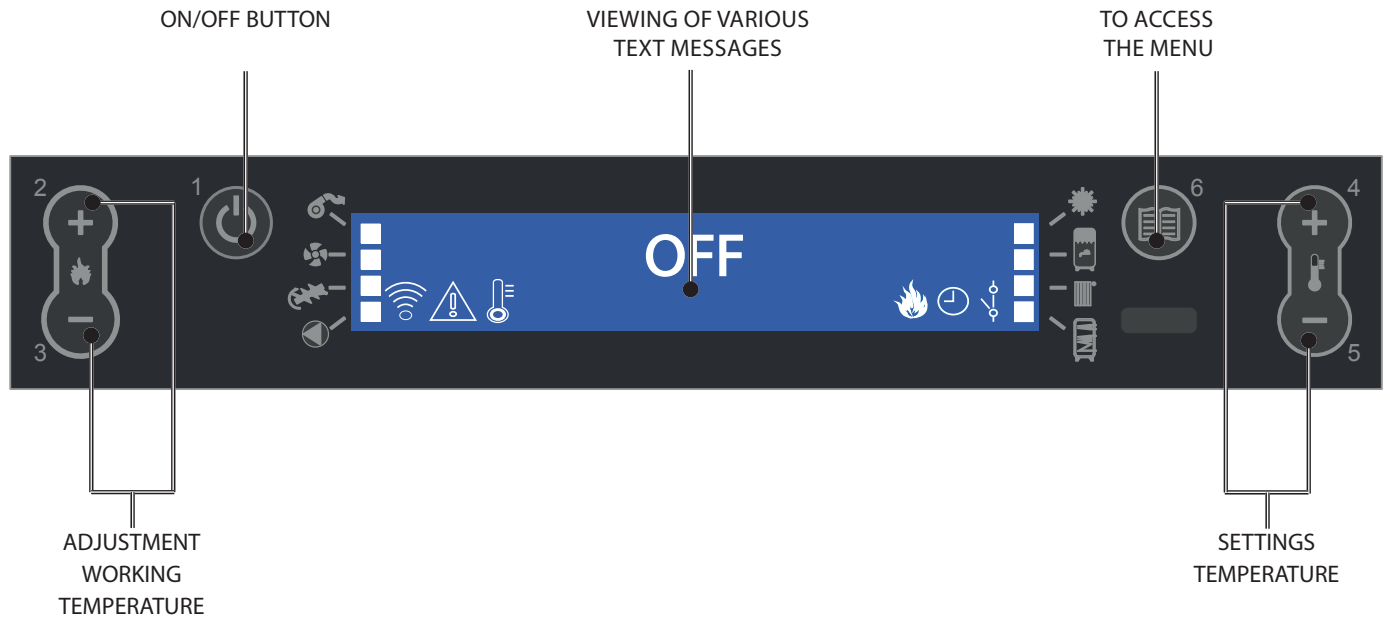 ON/OFF BUTTON
VIEWING OF VARIOUS
TEXT MESSAGES
TO ACCESS
THE MENU
2
1
6
4
OFF
3
5
ADJUSTMENT
WORKING
TEMPERATURE
SETTINGS
TEMPERATURE